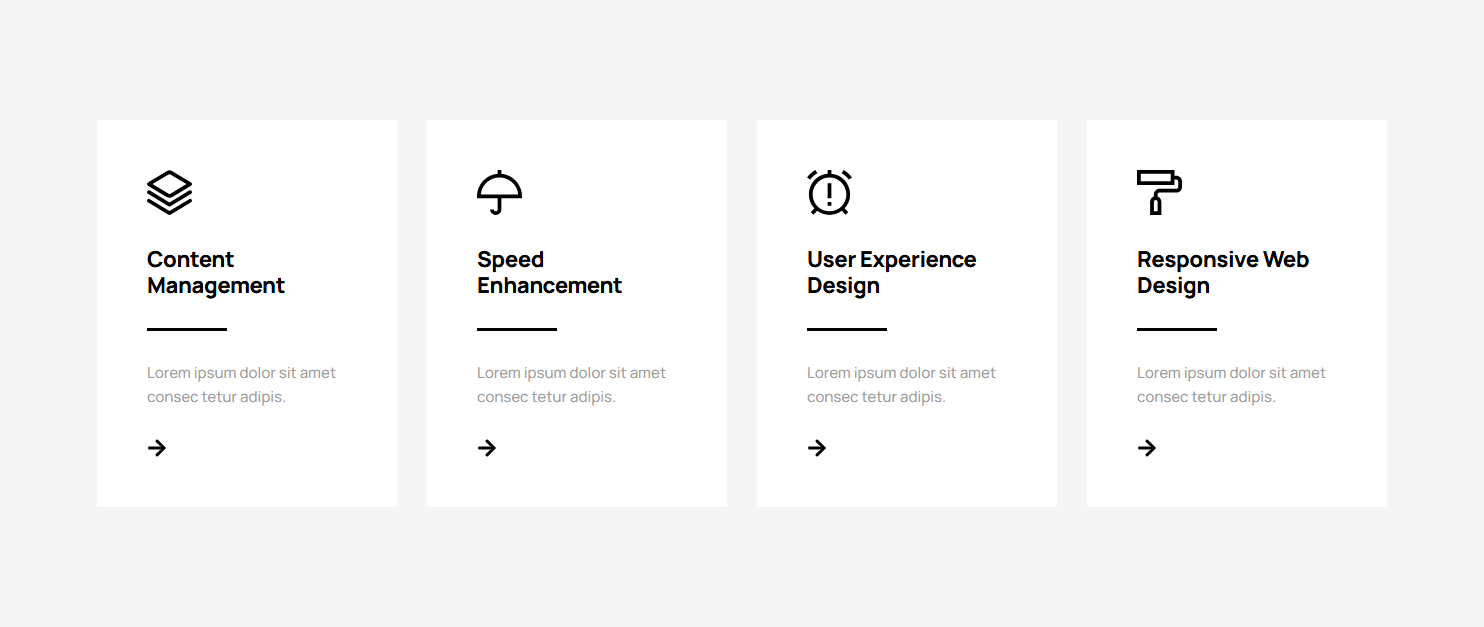 Content
Management
Lorem ipsum dolor sit amet
consec tetur adipis.
Speed
Enhancement
Lorem ipsum dolor sit amet
consec tetur adipis.
User Experience
Design
Lorem ipsum dolor sit amet
consec tetur adipis.
Responsive Web
Design
Lorem ipsum dolor sit amet
consec tetur adipis.